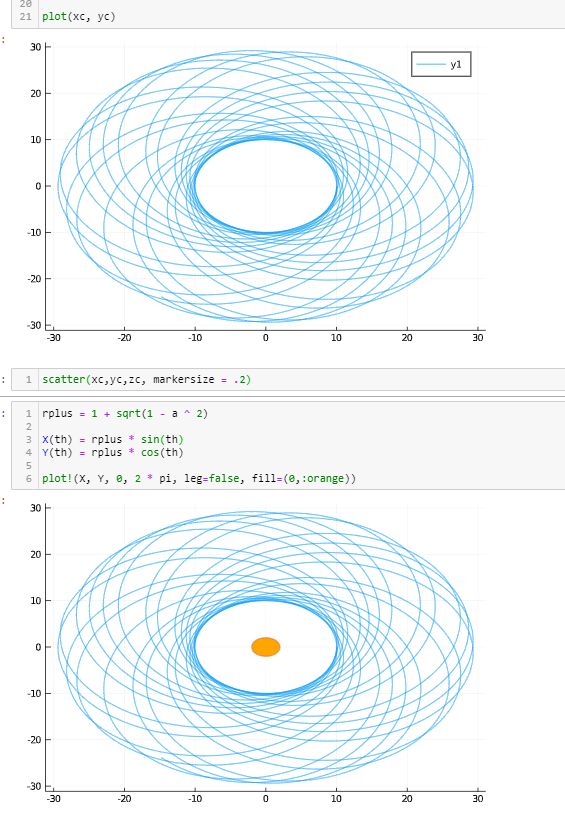 20
21 plot(xc, yc)
:
30
y1
20
10
0
-10
-20
-30
-30 -20 -10 0 10 20 30
: 1 scatter(xc,yc,zc, markersize = .2)
: 1 rplus = 1 + sqrt(1 - a ^ 2)
2
3 X(th) = rplus * sin(th)
4 Y(th) = rplus * cos(th)
5
6 plot!(X, Y, 0, 2 * pi, leg=false, fill=(0,:orange))
:
30
20
10
0
-10
-20
-30
-30 -20 -10 0 10 20 30